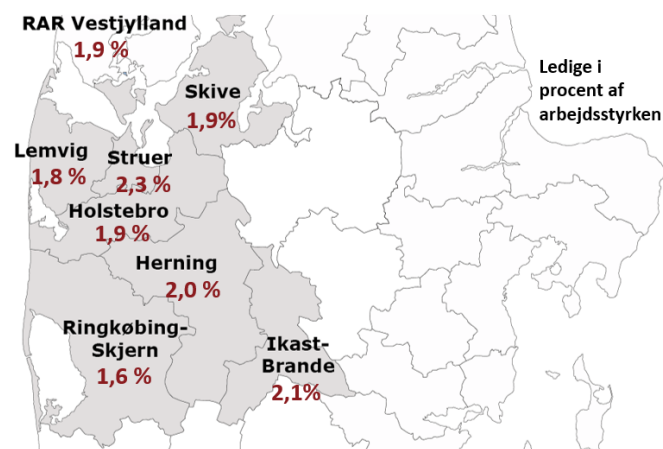 RAR Vestjylland
1,9 %
Ledige i
procent af
arbejdsstyrken
Skive
1,9%
Lemvig
1,8 %
Struer
2,3 %
Holstebro
1,9 %
Herning
2,0 %
Ringkøbing-
Skjern
1,6 %
Ikast-
Brande
2,1%